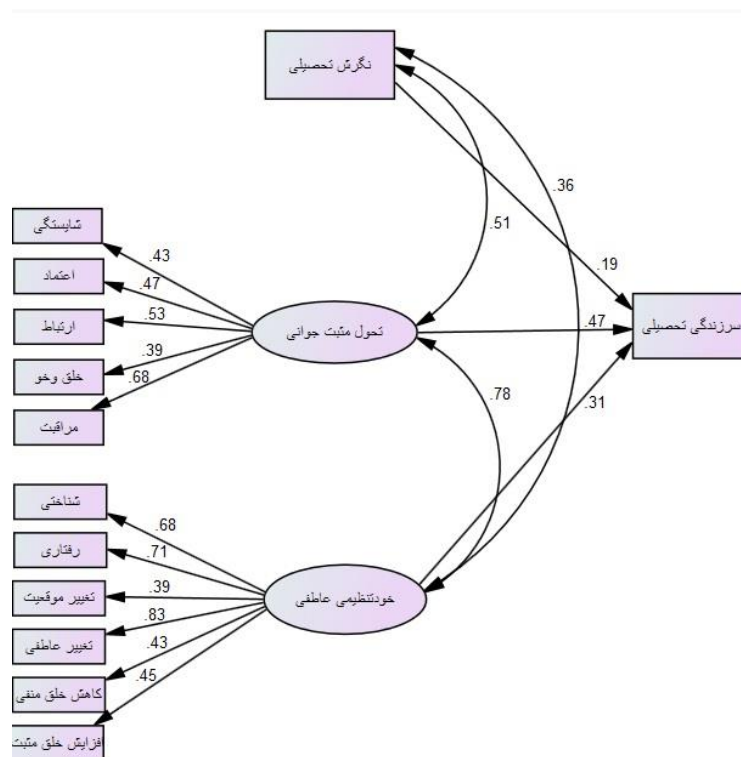 نگرش تحصیلی
.36
.51
شایستگی
.43
.19
اعتماد
.47
ارتباط
.53
تحول مثبت جوانی
.47
سرزندگی تحصیلی
خلق وخو
.39
.68
.78
.31
مراقبت
شناختی
.68
رفتاری
.71
تغییر موقعیت
.39
خودتنظیمی عاطفی
تغییر عاطفی
.83
کاهش خلق منفی
.43
.45
افزایش خلق مثبت